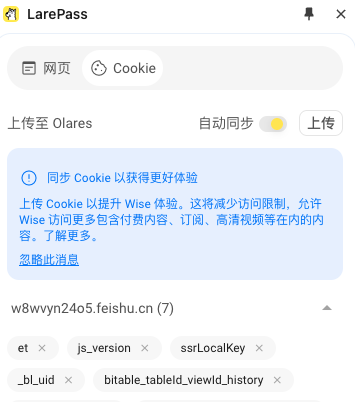 LarePass
网页
Cookie
上传至 Olares
自动同步
上传
同步 Cookie 以获得更好体验
上传 Cookie 以提升 Wise 体验。这将减少访问限制，允许
Wise 访问更多包含付费内容、订阅、高清视频等在内的内
容。了解更多。
忽略此消息
w8wvyn24o5.feishu.cn (7)
et
js_version
ssrLocalKey
_bl_uid
bitable_tableId_viewId_history